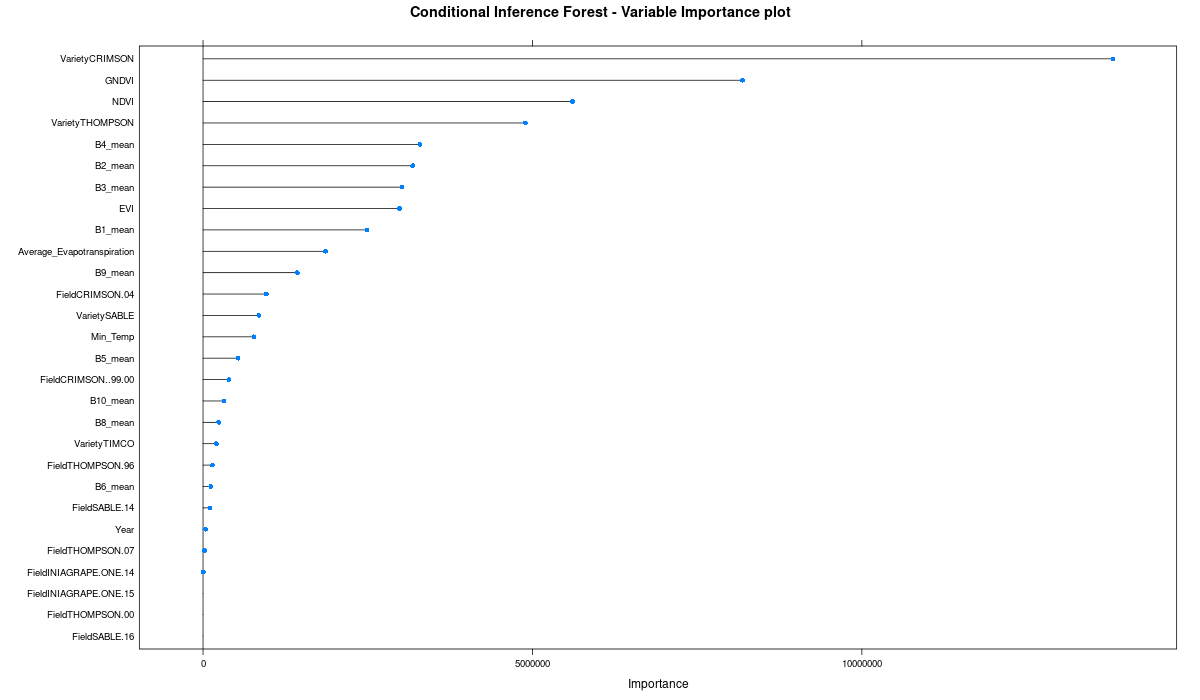 Conditional Inference Forest - Variable Importance plot
VarietyCRIMSON
GNDVI
NDVI
VarietyTHOMPSON
B4_mean
B2_mean
B3_mean
EVI
B1_mean
Average_Evapotranspiration
B9_mean
FieldCRIMSON.04
VarietySABLE
Min_Temp
B5_mean
FieldCRIMSON..99.00
B10_mean
B8_mean
VarietyTIMCO
FieldTHOMPSON.96
B6_mean
FieldSABLE.14
Year
FieldTHOMPSON.07
FieldINIAGRAPE.ONE.14
FieldINIAGRAPE.ONE.15
FieldTHOMPSON.00
FieldSABLE.16
0 5000000 10000000
Importance